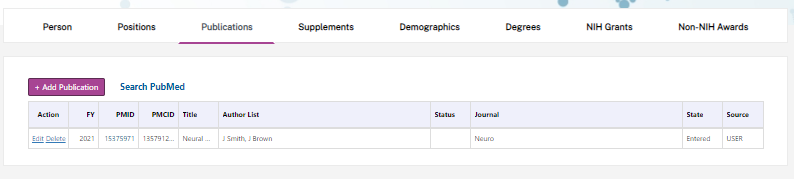 Person Positions Publications Supplements Demographics Degrees NIH Grants Non-NIH Awards
+ Add Publication Search PubMed
Action FY PMID PMCID Title Author List Status Journal State Source
Edit Delete 2021 15375971 1357912... Neural ... J Smith, J Brown Neuro Entered USER